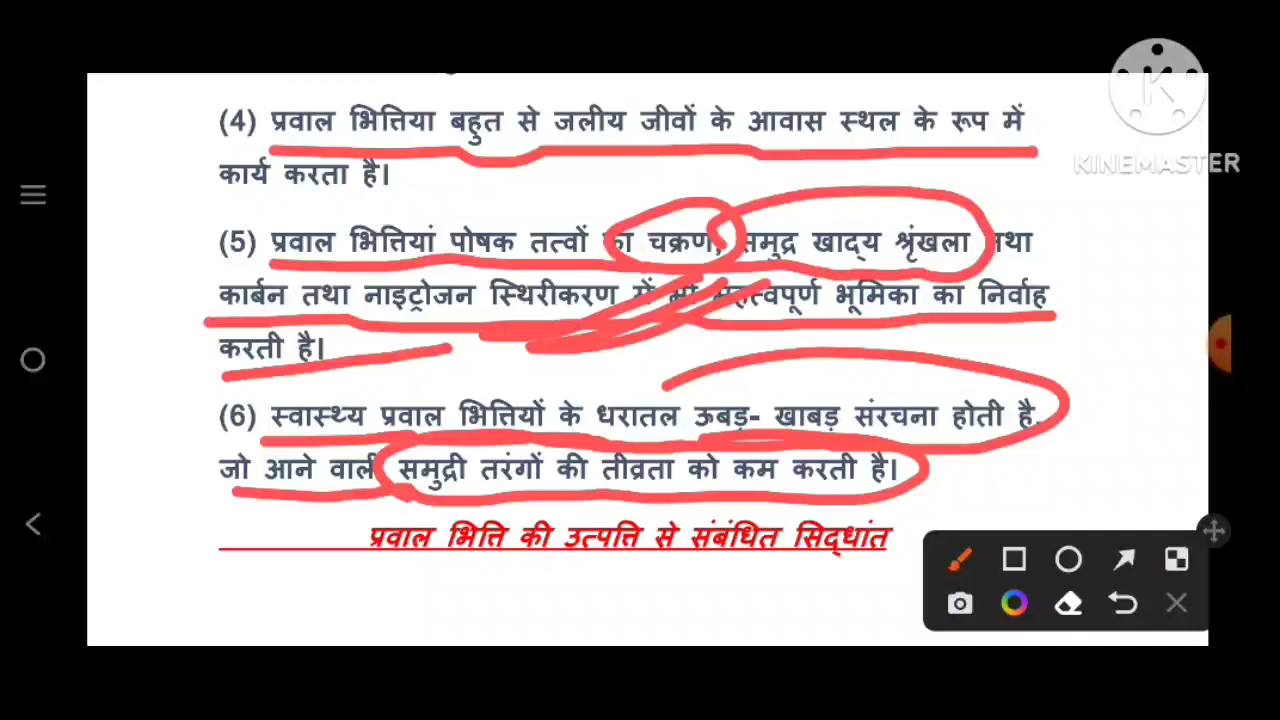 (4) प्रवाल भित्तिया बहुत से जलीय जीवों के आवास स्थल के रूप में
कार्य करता है।
(5) प्रवाल भित्तियां पोषक तत्वों का चक्रण, समुद्र खाद्य श्रृंखला तथा
कार्बन तथा नाइट्रोजन स्थिरीकरण में भी महत्वपूर्ण भूमिका का निर्वाह
करती है।
(6) स्वास्थ्य प्रवाल भित्तियों के धरातल ऊबड़- खाबड़ संरचना होती है.
जो आने वाली समुद्री तरंगों की तीव्रता को कम करती है।
प्रवाल भित्ति की उत्पत्ति से संबंधित सिद्धांत
K
KINEMASTER